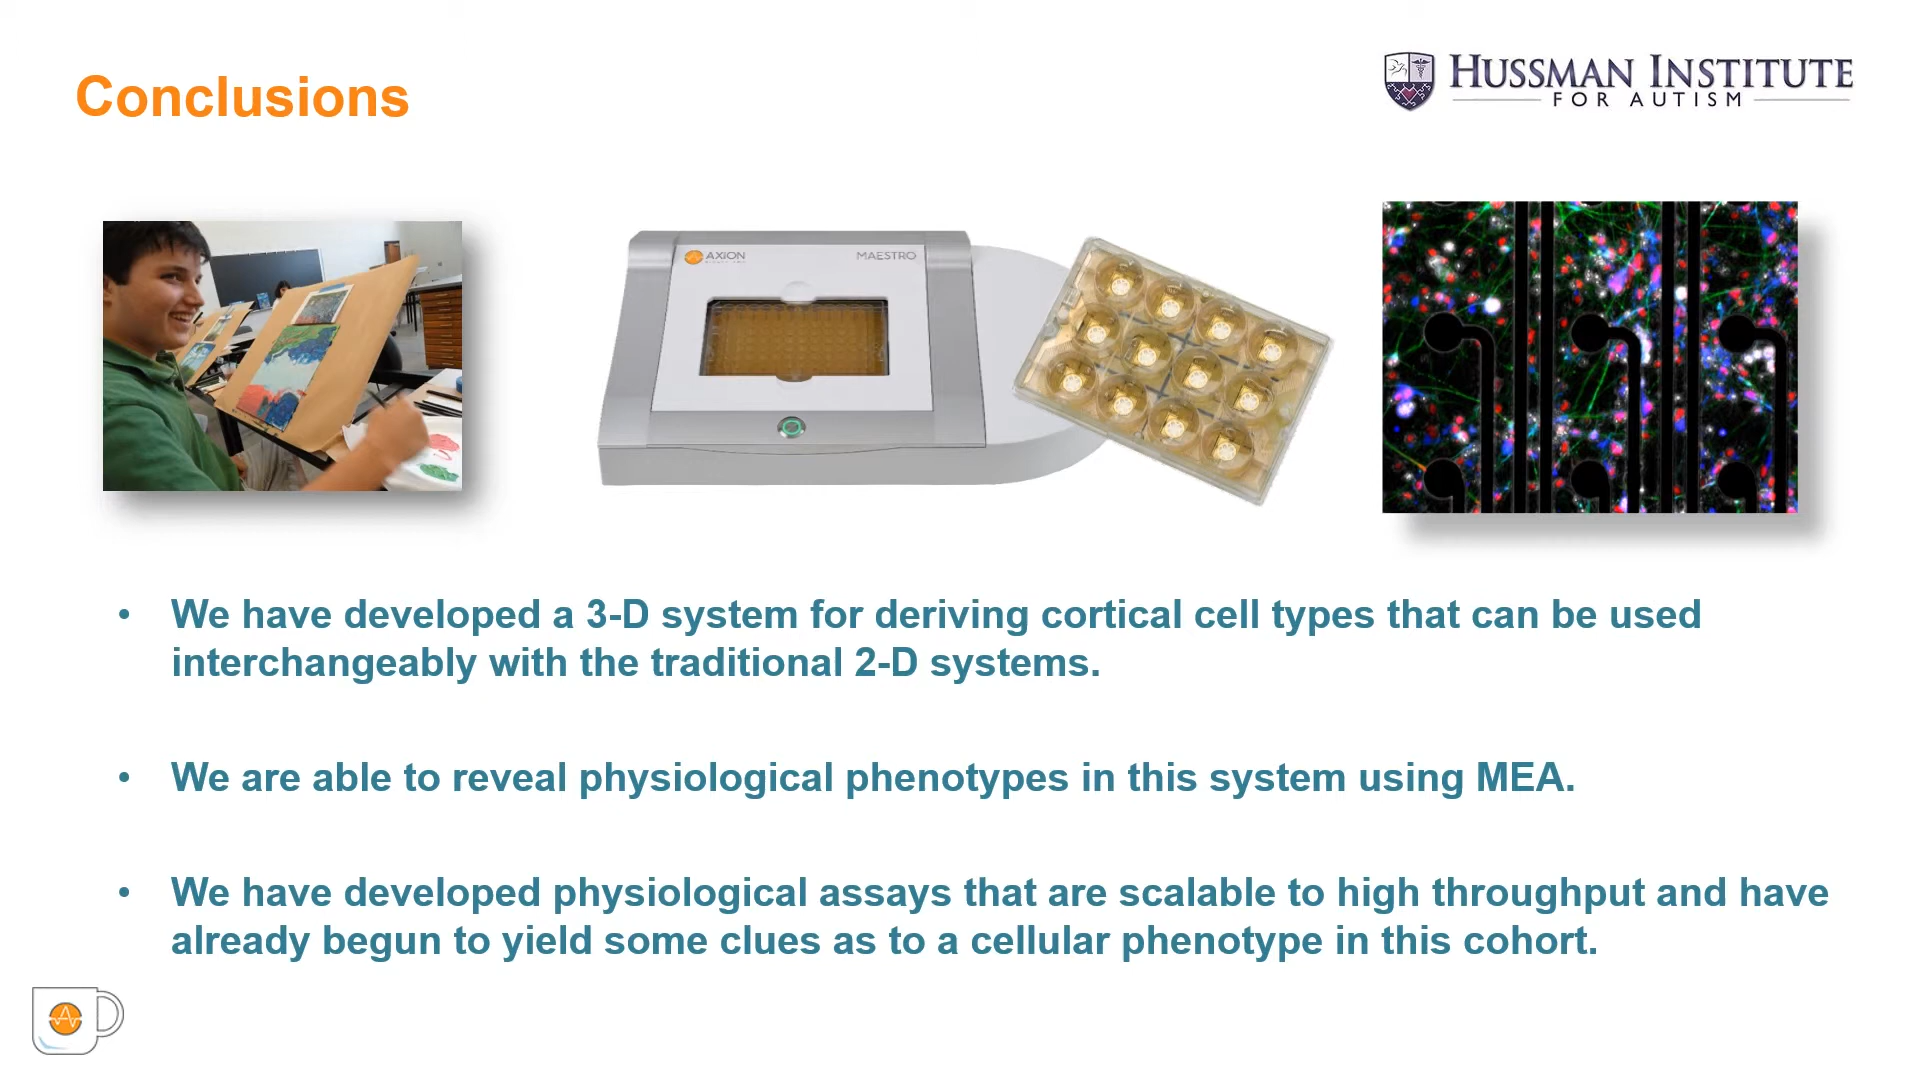 Conclusions
HUSSMAN INSTITUTE
FOR AUTISM
AXION
MAESTRO
• We have developed a 3-D system for deriving cortical cell types that can be used
interchangeably with the traditional 2-D systems.
• We are able to reveal physiological phenotypes in this system using MEA.
• We have developed physiological assays that are scalable to high throughput and have
already begun to yield some clues as to a cellular phenotype in this cohort.